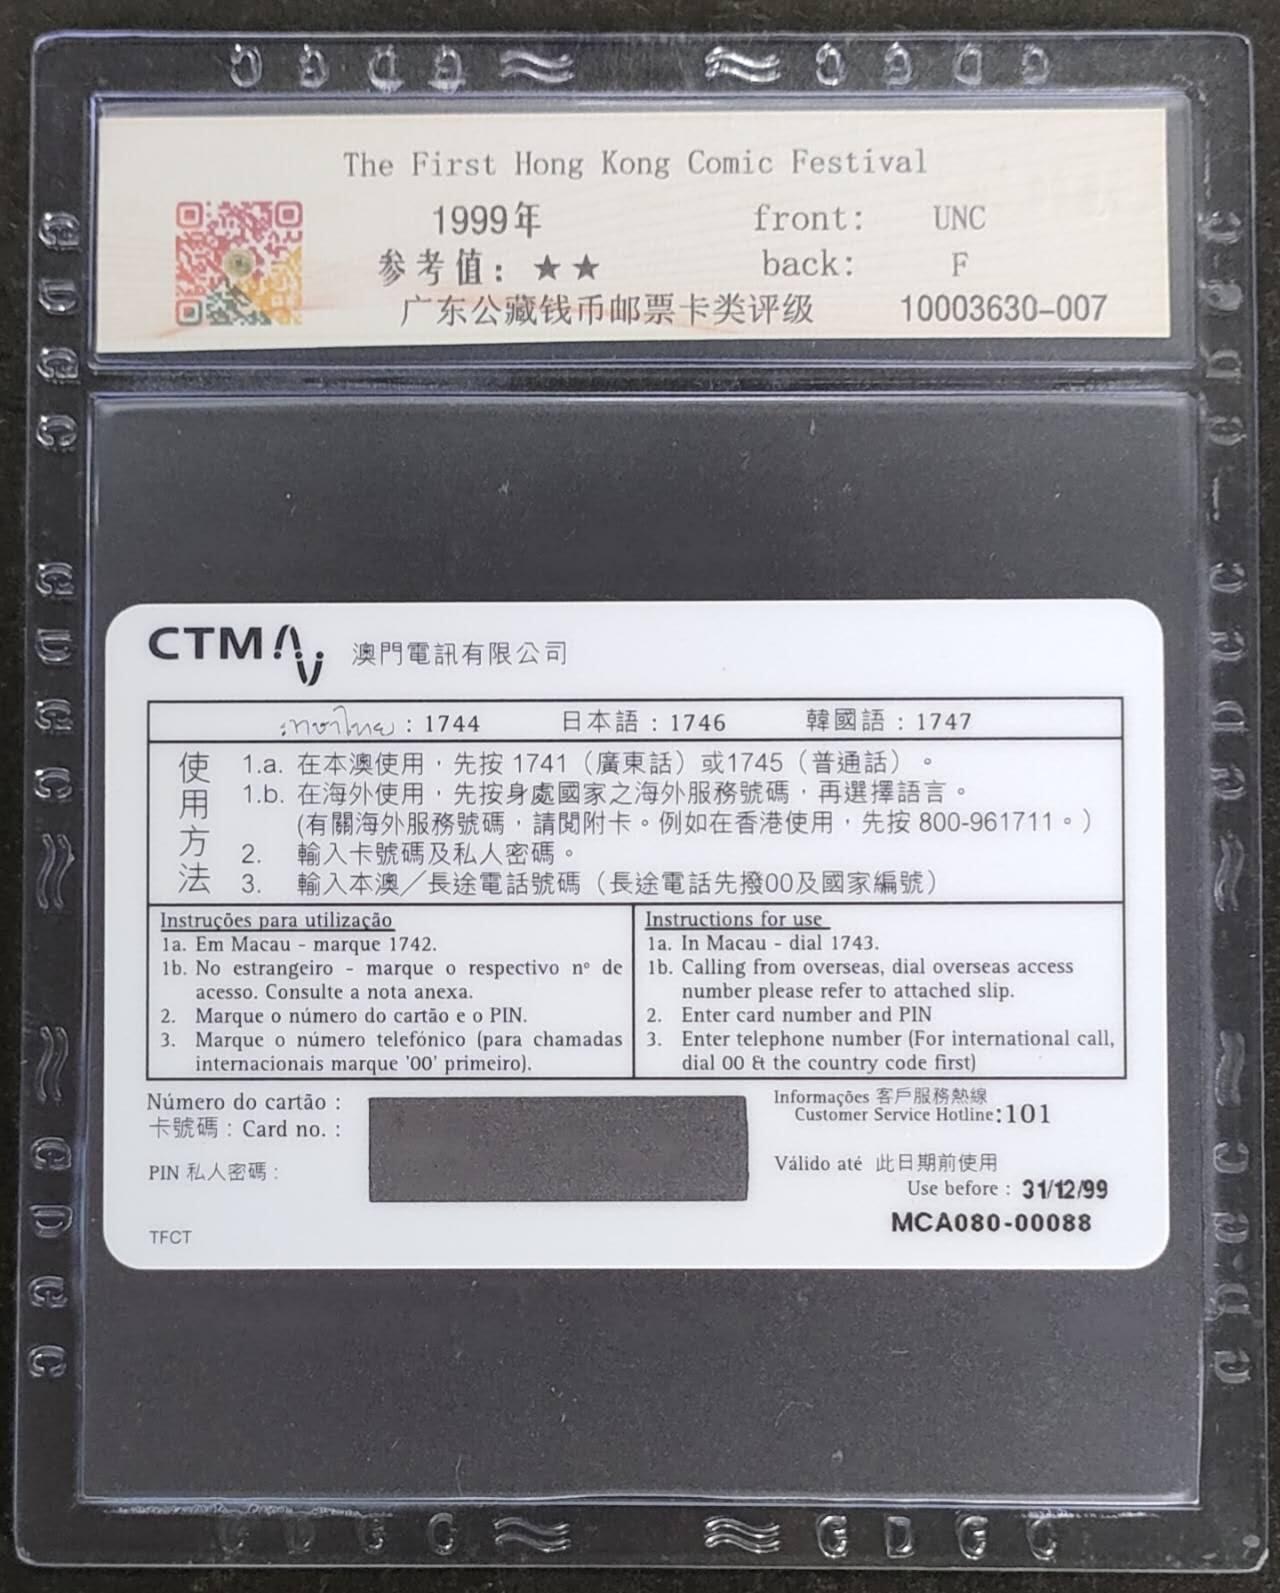 GDGC GDGC
The First Hong Kong Comic Festival
1999年 front: UNC
参考值：★★ back: F
广东公藏钱币邮票卡类评级 10003630-007
CTM 澳門電訊有限公司
: 1744 日本語 : 1746 韓國語 : 1747
使用方法
1.a. 在本澳使用，先按 1741（廣東話）或1745（普通話）。
1.b. 在海外使用，先按身處國家之海外服務號碼，再選擇語言。
(有關海外服務號碼，請閱附卡。例如在香港使用，先按 800-961711。)
2. 輸入卡號碼及私人密碼。
3. 輸入本澳／長途電話號碼（長途電話先撥00及國家編號）
Instruções para utilização
1a. Em Macau - marque 1742.
1b. No estrangeiro - marque o respectivo nº de
acesso. Consulte a nota anexa.
2. Marque o número do cartão e o PIN.
3. Marque o número telefónico (para chamadas
internacionais marque '00' primeiro).
Instructions for use
1a. In Macau - dial 1743.
1b. Calling from overseas, dial overseas access
number please refer to attached slip.
2. Enter card number and PIN
3. Enter telephone number (For international call,
dial 00 & the country code first)
Número do cartão :
卡號碼 : Card no. :
PIN 私人密碼 :
TFCT
Informações 客戶服務熱線
Customer Service Hotline:101
Válido até 此日期前使用
Use before : 31/12/99
MCA080-00088
GDGC GDGC